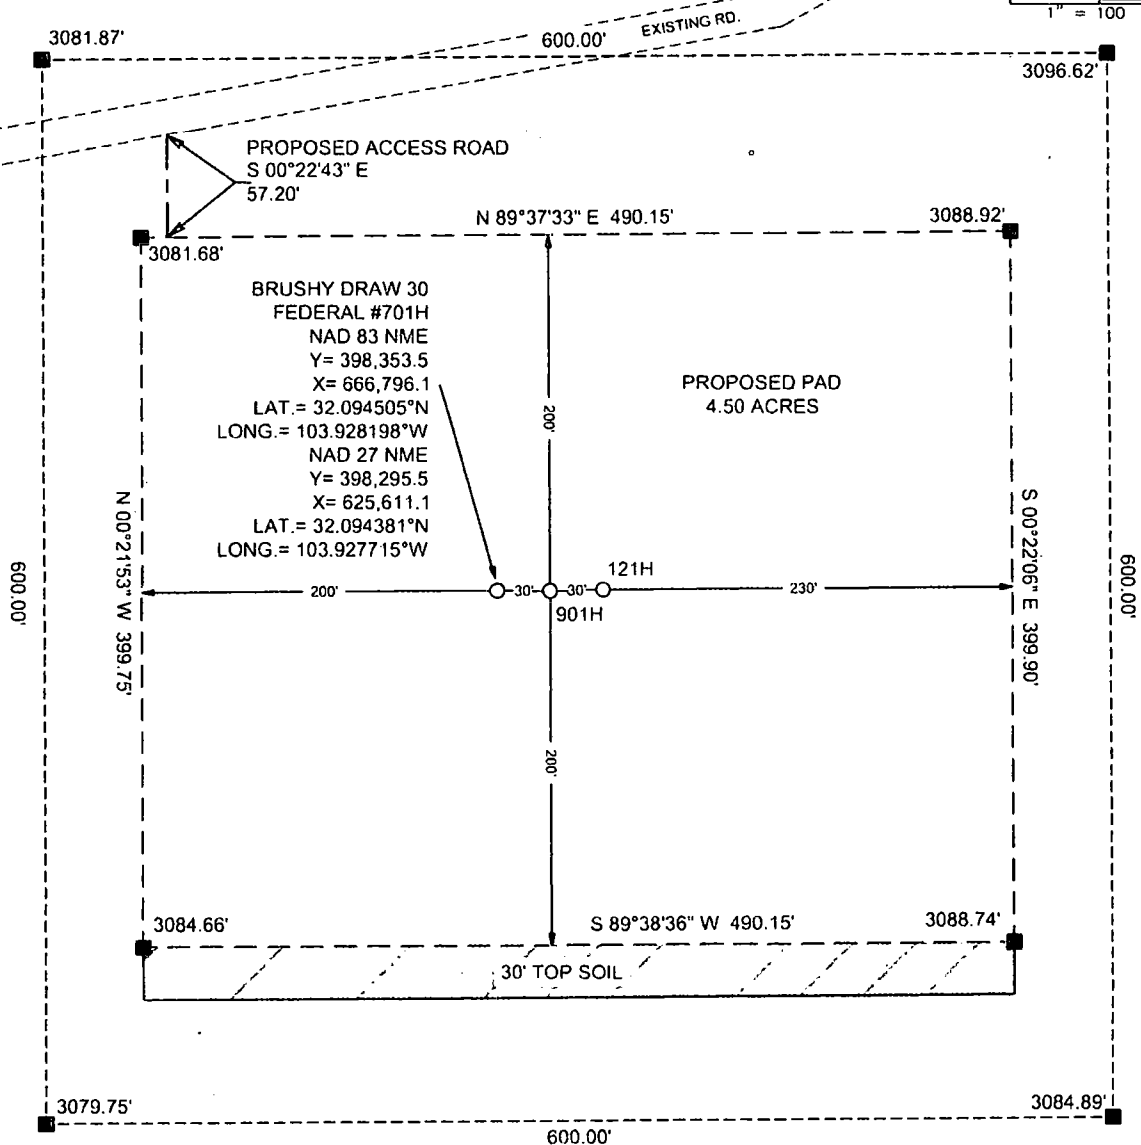 1" = 100
EXISTING RD.
3081.87'
600.00'
3096.62'
PROPOSED ACCESS ROAD
S 00°22'43" E
57.20'
N 89°37'33" E 490.15'
3088.92'
3081.68'
BRUSHY DRAW 30
FEDERAL #701H
NAD 83 NME
Y= 398,353.5
X= 666,796.1
LAT.= 32.094505°N
LONG.= 103.928198°W
NAD 27 NME
Y= 398,295.5
X= 625,611.1
LAT.= 32.094381°N
LONG.= 103.927715°W
PROPOSED PAD
4.50 ACRES
200'
N 00°21'53" W 399.75'
S 00°22'06" E 399.90'
600.00'
600.00'
121H
200'
30'
30'
230'
901H
200'
3084.66'
S 89°38'36" W 490.15'
3088.74'
30' TOP SOIL
3079.75'
3084.89'
600.00'